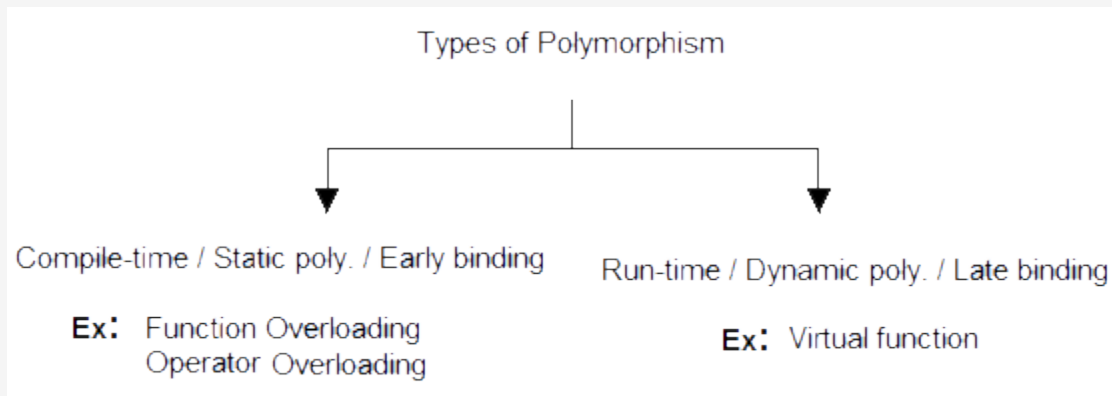 Types of Polymorphism
Compile-time / Static poly. / Early binding
Ex: Function Overloading
Operator Overloading
Run-time / Dynamic poly. / Late binding
Ex: Virtual function